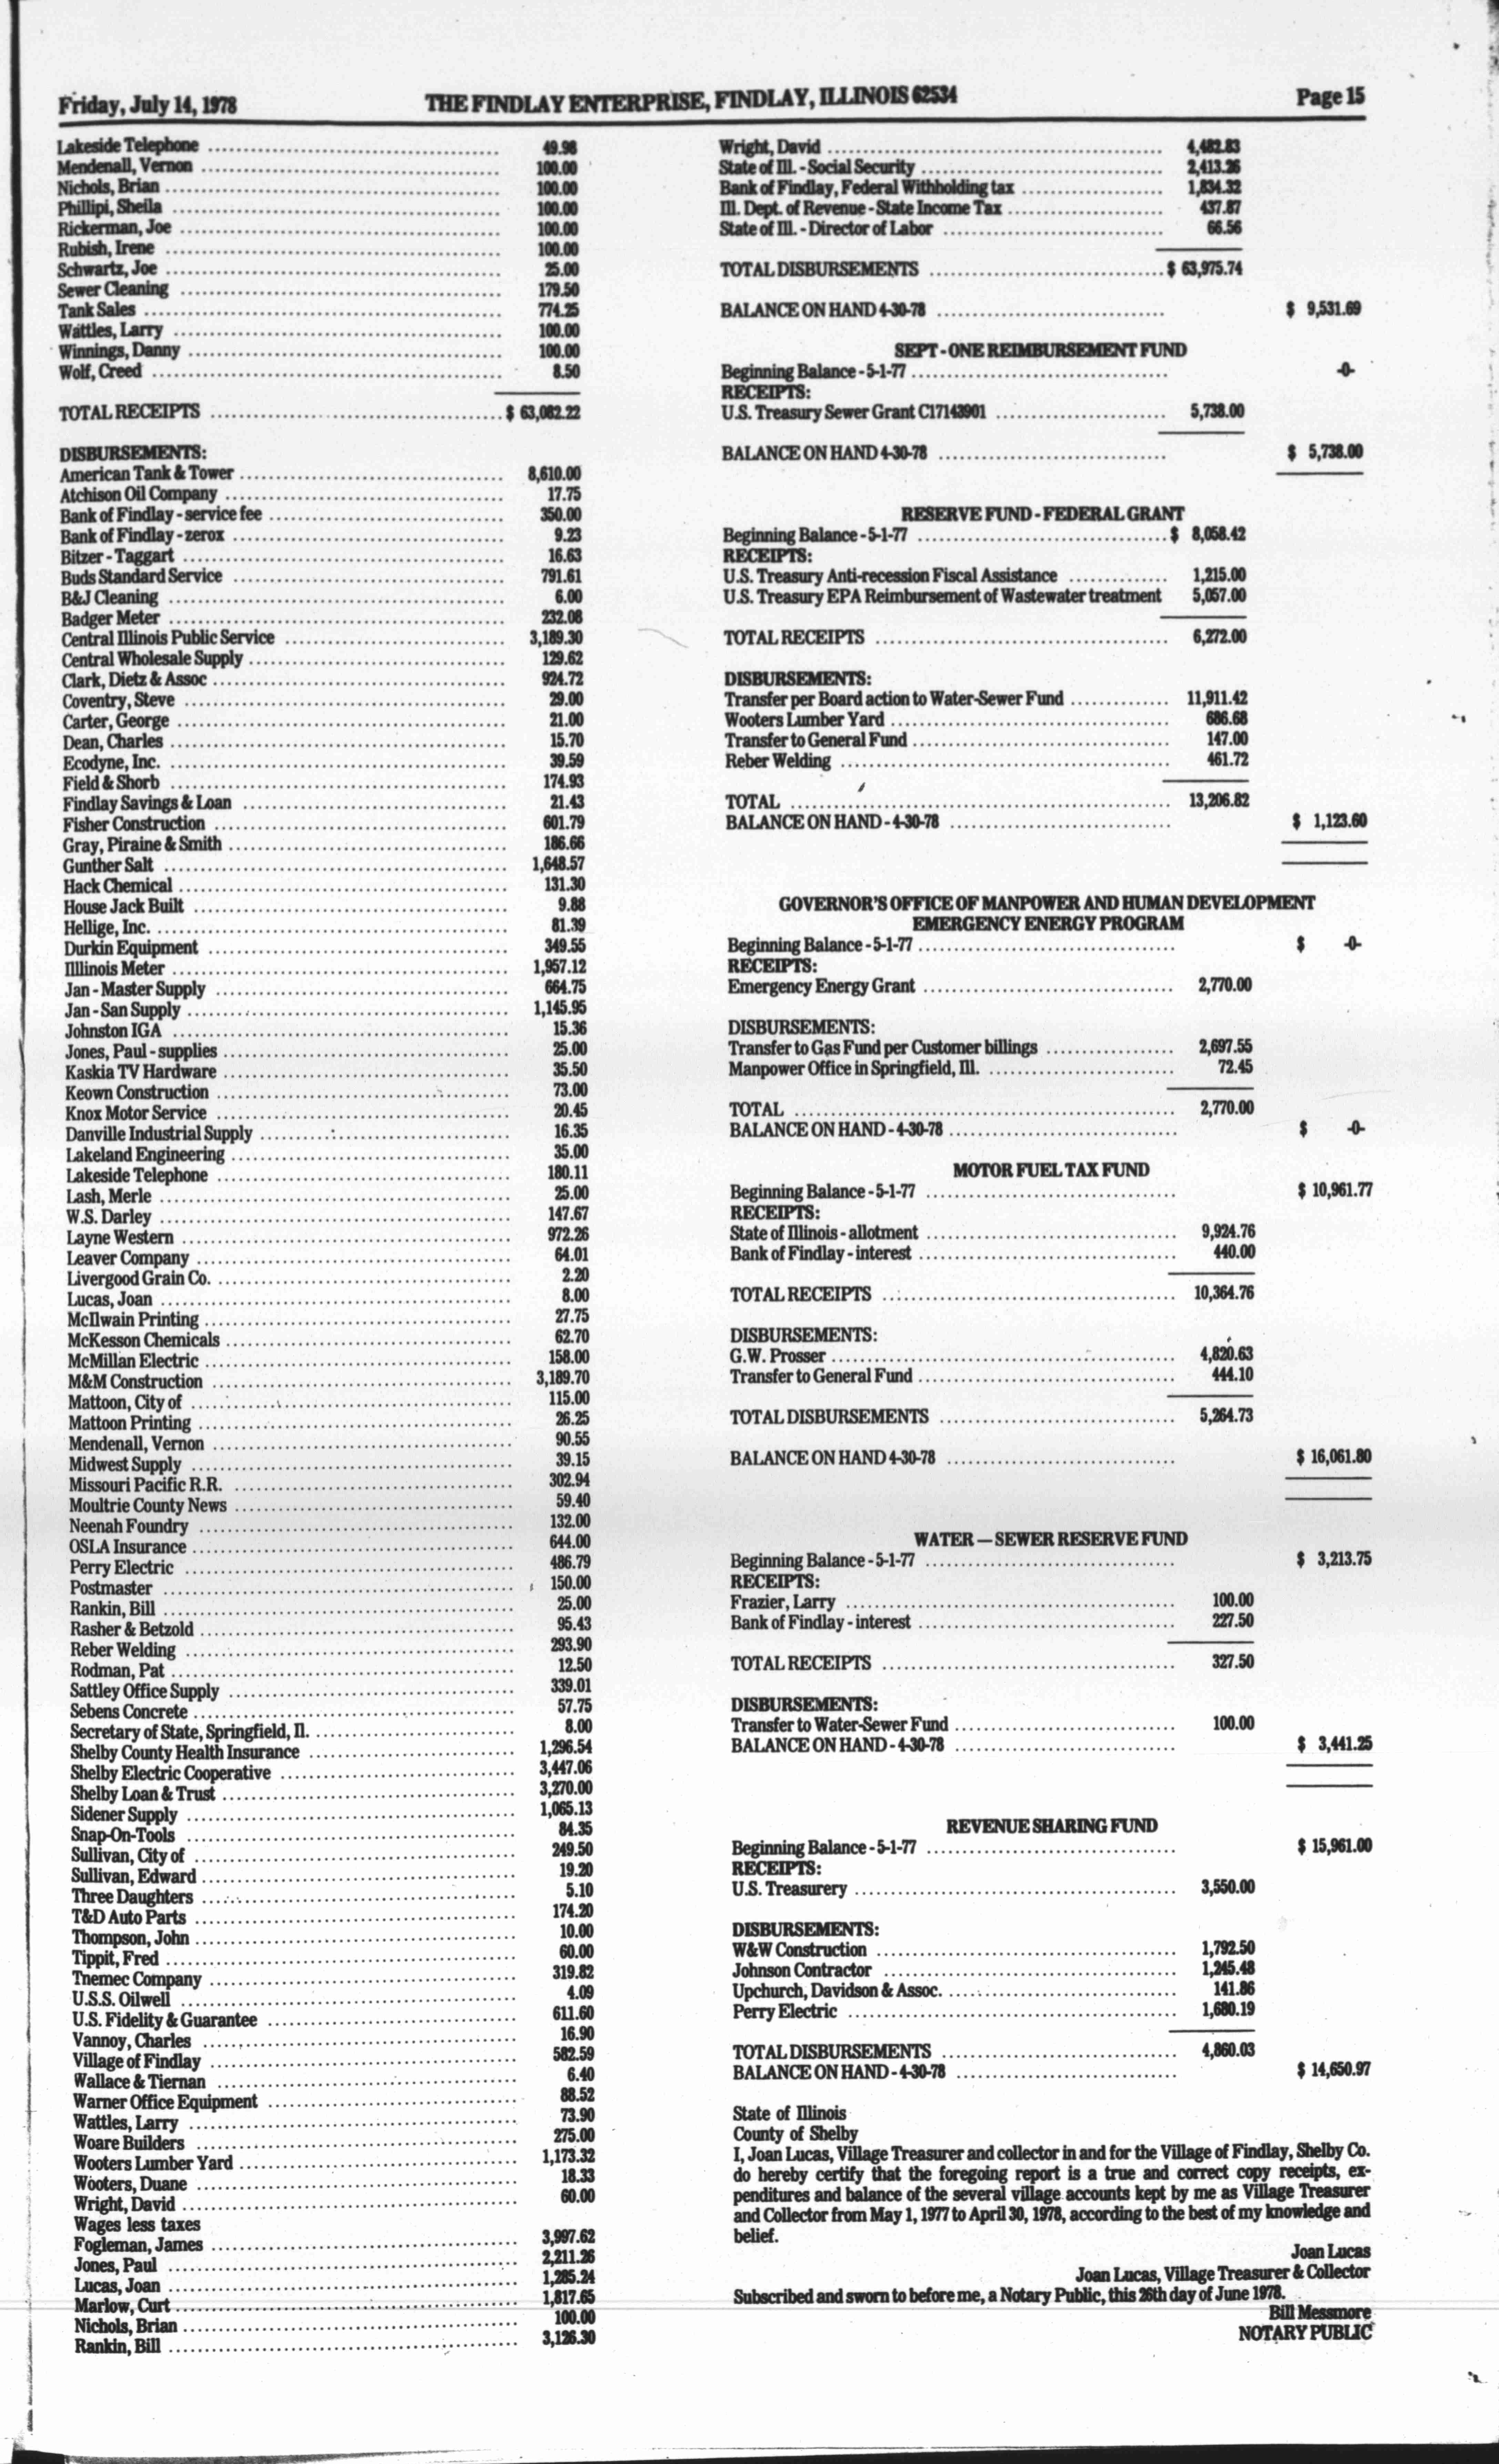 Friday, July 14, 1978 THE FINDLAY ENTERPRISE, FINDLAY, ILLINOIS 62534 Page 15
Lakeside Telephone 49.98
Mendenall, Vernon 100.00
Nichols, Brian 100.00
Phillipi, Sheila 100.00
Rickerman, Joe 100.00
Rubish, Irene 100.00
Schwartz, Joe 25.00
Sewer Cleaning 179.50
Tank Sales 774.25
Wattles, Larry 100.00
Winnings, Danny 100.00
Wolf, Creed 8.50
TOTAL RECEIPTS $ 63,082.22
DISBURSEMENTS:
American Tank & Tower 8,610.00
Atchison Oil Company 17.75
Bank of Findlay - service fee 350.00
Bank of Findlay - zerox 9.23
Bitzer - Taggart 16.63
Buds Standard Service 791.61
B&J Cleaning 6.00
Badger Meter 232.08
Central Illinois Public Service 3,189.30
Central Wholesale Supply 129.62
Clark, Dietz & Assoc 924.72
Coventry, Steve 29.00
Carter, George 21.00
Dean, Charles 15.70
Ecodyne, Inc. 39.59
Field & Shorb 174.93
Findlay Savings & Loan 21.43
Fisher Construction 601.79
Gray, Piraine & Smith 186.66
Gunther Salt 1,648.57
Hack Chemical 131.30
House Jack Built 9.88
Hellige, Inc. 81.39
Durkin Equipment 349.55
Illlinois Meter 1,957.12
Jan - Master Supply 664.75
Jan - San Supply 1,145.95
Johnston IGA 15.36
Jones, Paul - supplies 25.00
Kaskia TV Hardware 35.50
Keown Construction 73.00
Knox Motor Service 20.45
Danville Industrial Supply 16.35
Lakeland Engineering 35.00
Lakeside Telephone 180.11
Lash, Merle 25.00
W.S. Darley 147.67
Layne Western 972.26
Leaver Company 64.01
Livergood Grain Co. 2.20
Lucas, Joan 8.00
McIlwain Printing 27.75
McKesson Chemicals 62.70
McMillan Electric 158.00
M&M Construction 3,189.70
Mattoon, City of 115.00
Mattoon Printing 26.25
Mendenall, Vernon 90.55
Midwest Supply 39.15
Missouri Pacific R.R. 302.94
Moultrie County News 59.40
Neenah Foundry 132.00
OSLA Insurance 644.00
Perry Electric 486.79
Postmaster 150.00
Rankin, Bill 25.00
Rasher & Betzold 95.43
Reber Welding 293.90
Rodman, Pat 12.50
Sattley Office Supply 339.01
Sebens Concrete 57.75
Secretary of State, Springfield, Il. 8.00
Shelby County Health Insurance 1,296.54
Shelby Electric Cooperative 3,447.06
Shelby Loan & Trust 3,270.00
Sidener Supply 1,065.13
Snap-On-Tools 84.35
Sullivan, City of 249.50
Sullivan, Edward 19.20
Three Daughters 5.10
T&D Auto Parts 174.20
Thompson, John 10.00
Tippit, Fred 60.00
Tnemec Company 319.82
U.S.S. Oilwell 4.09
U.S. Fidelity & Guarantee 611.60
Vannoy, Charles 16.90
Village of Findlay 582.59
Wallace & Tiernan 6.40
Warner Office Equipment 88.52
Wattles, Larry 73.90
Woare Builders 275.00
Wooters Lumber Yard 1,173.32
Wooters, Duane 18.33
Wright, David 60.00
Wages less taxes
Fogleman, James 3,997.62
Jones, Paul 2,211.26
Lucas, Joan 1,285.24
Marlow, Curt 1,817.65
Nichols, Brian 100.00
Rankin, Bill 3,126.30
Wright, David 4,482.83
State of Ill. - Social Security 2,413.26
Bank of Findlay, Federal Withholding tax 1,834.32
Ill. Dept. of Revenue - State Income Tax 437.87
State of Ill. - Director of Labor 66.56
TOTAL DISBURSEMENTS $ 63,975.74
BALANCE ON HAND 4-30-78 $ 9,531.69
SEPT - ONE REIMBURSEMENT FUND
Beginning Balance - 5-1-77 -0-
RECEIPTS:
U.S. Treasury Sewer Grant C17143901 5,738.00
BALANCE ON HAND 4-30-78 $ 5,738.00
RESERVE FUND - FEDERAL GRANT
Beginning Balance - 5-1-77 $ 8,058.42
RECEIPTS:
U.S. Treasury Anti-recession Fiscal Assistance 1,215.00
U.S. Treasury EPA Reimbursement of Wastewater treatment 5,057.00
TOTAL RECEIPTS 6,272.00
DISBURSEMENTS:
Transfer per Board action to Water-Sewer Fund 11,911.42
Wooters Lumber Yard 686.68
Transfer to General Fund 147.00
Reber Welding 461.72
TOTAL 13,206.82
BALANCE ON HAND - 4-30-78 $ 1,123.60
GOVERNOR'S OFFICE OF MANPOWER AND HUMAN DEVELOPMENT
EMERGENCY ENERGY PROGRAM
Beginning Balance - 5-1-77 $ -0-
RECEIPTS:
Emergency Energy Grant 2,770.00
DISBURSEMENTS:
Transfer to Gas Fund per Customer billings 2,697.55
Manpower Office in Springfield, Ill. 72.45
TOTAL 2,770.00
BALANCE ON HAND - 4-30-78 $ -0-
MOTOR FUEL TAX FUND
Beginning Balance - 5-1-77 $ 10,961.77
RECEIPTS:
State of Illinois - allotment 9,924.76
Bank of Findlay - interest 440.00
TOTAL RECEIPTS 10,364.76
DISBURSEMENTS:
G.W. Prosser 4,820.63
Transfer to General Fund 444.10
TOTAL DISBURSEMENTS 5,264.73
BALANCE ON HAND 4-30-78 $ 16,061.80
WATER — SEWER RESERVE FUND
Beginning Balance - 5-1-77 $ 3,213.75
RECEIPTS:
Frazier, Larry 100.00
Bank of Findlay - interest 227.50
TOTAL RECEIPTS 327.50
DISBURSEMENTS:
Transfer to Water-Sewer Fund 100.00
BALANCE ON HAND - 4-30-78 $ 3,441.25
REVENUE SHARING FUND
Beginning Balance - 5-1-77 $ 15,961.00
RECEIPTS:
U.S. Treasurery 3,550.00
DISBURSEMENTS:
W&W Construction 1,792.50
Johnson Contractor 1,245.48
Upchurch, Davidson & Assoc. 141.86
Perry Electric 1,680.19
TOTAL DISBURSEMENTS 4,860.03
BALANCE ON HAND - 4-30-78 $ 14,650.97
State of Illinois
County of Shelby
I, Joan Lucas, Village Treasurer and collector in and for the Village of Findlay, Shelby Co.
do hereby certify that the foregoing report is a true and correct copy receipts, ex-
penditures and balance of the several village accounts kept by me as Village Treasurer
and Collector from May 1, 1977 to April 30, 1978, according to the best of my knowledge and
belief.
Joan Lucas
Joan Lucas, Village Treasurer & Collector
Subscribed and sworn to before me, a Notary Public, this 26th day of June 1978.
Bill Messmore
NOTARY PUBLIC